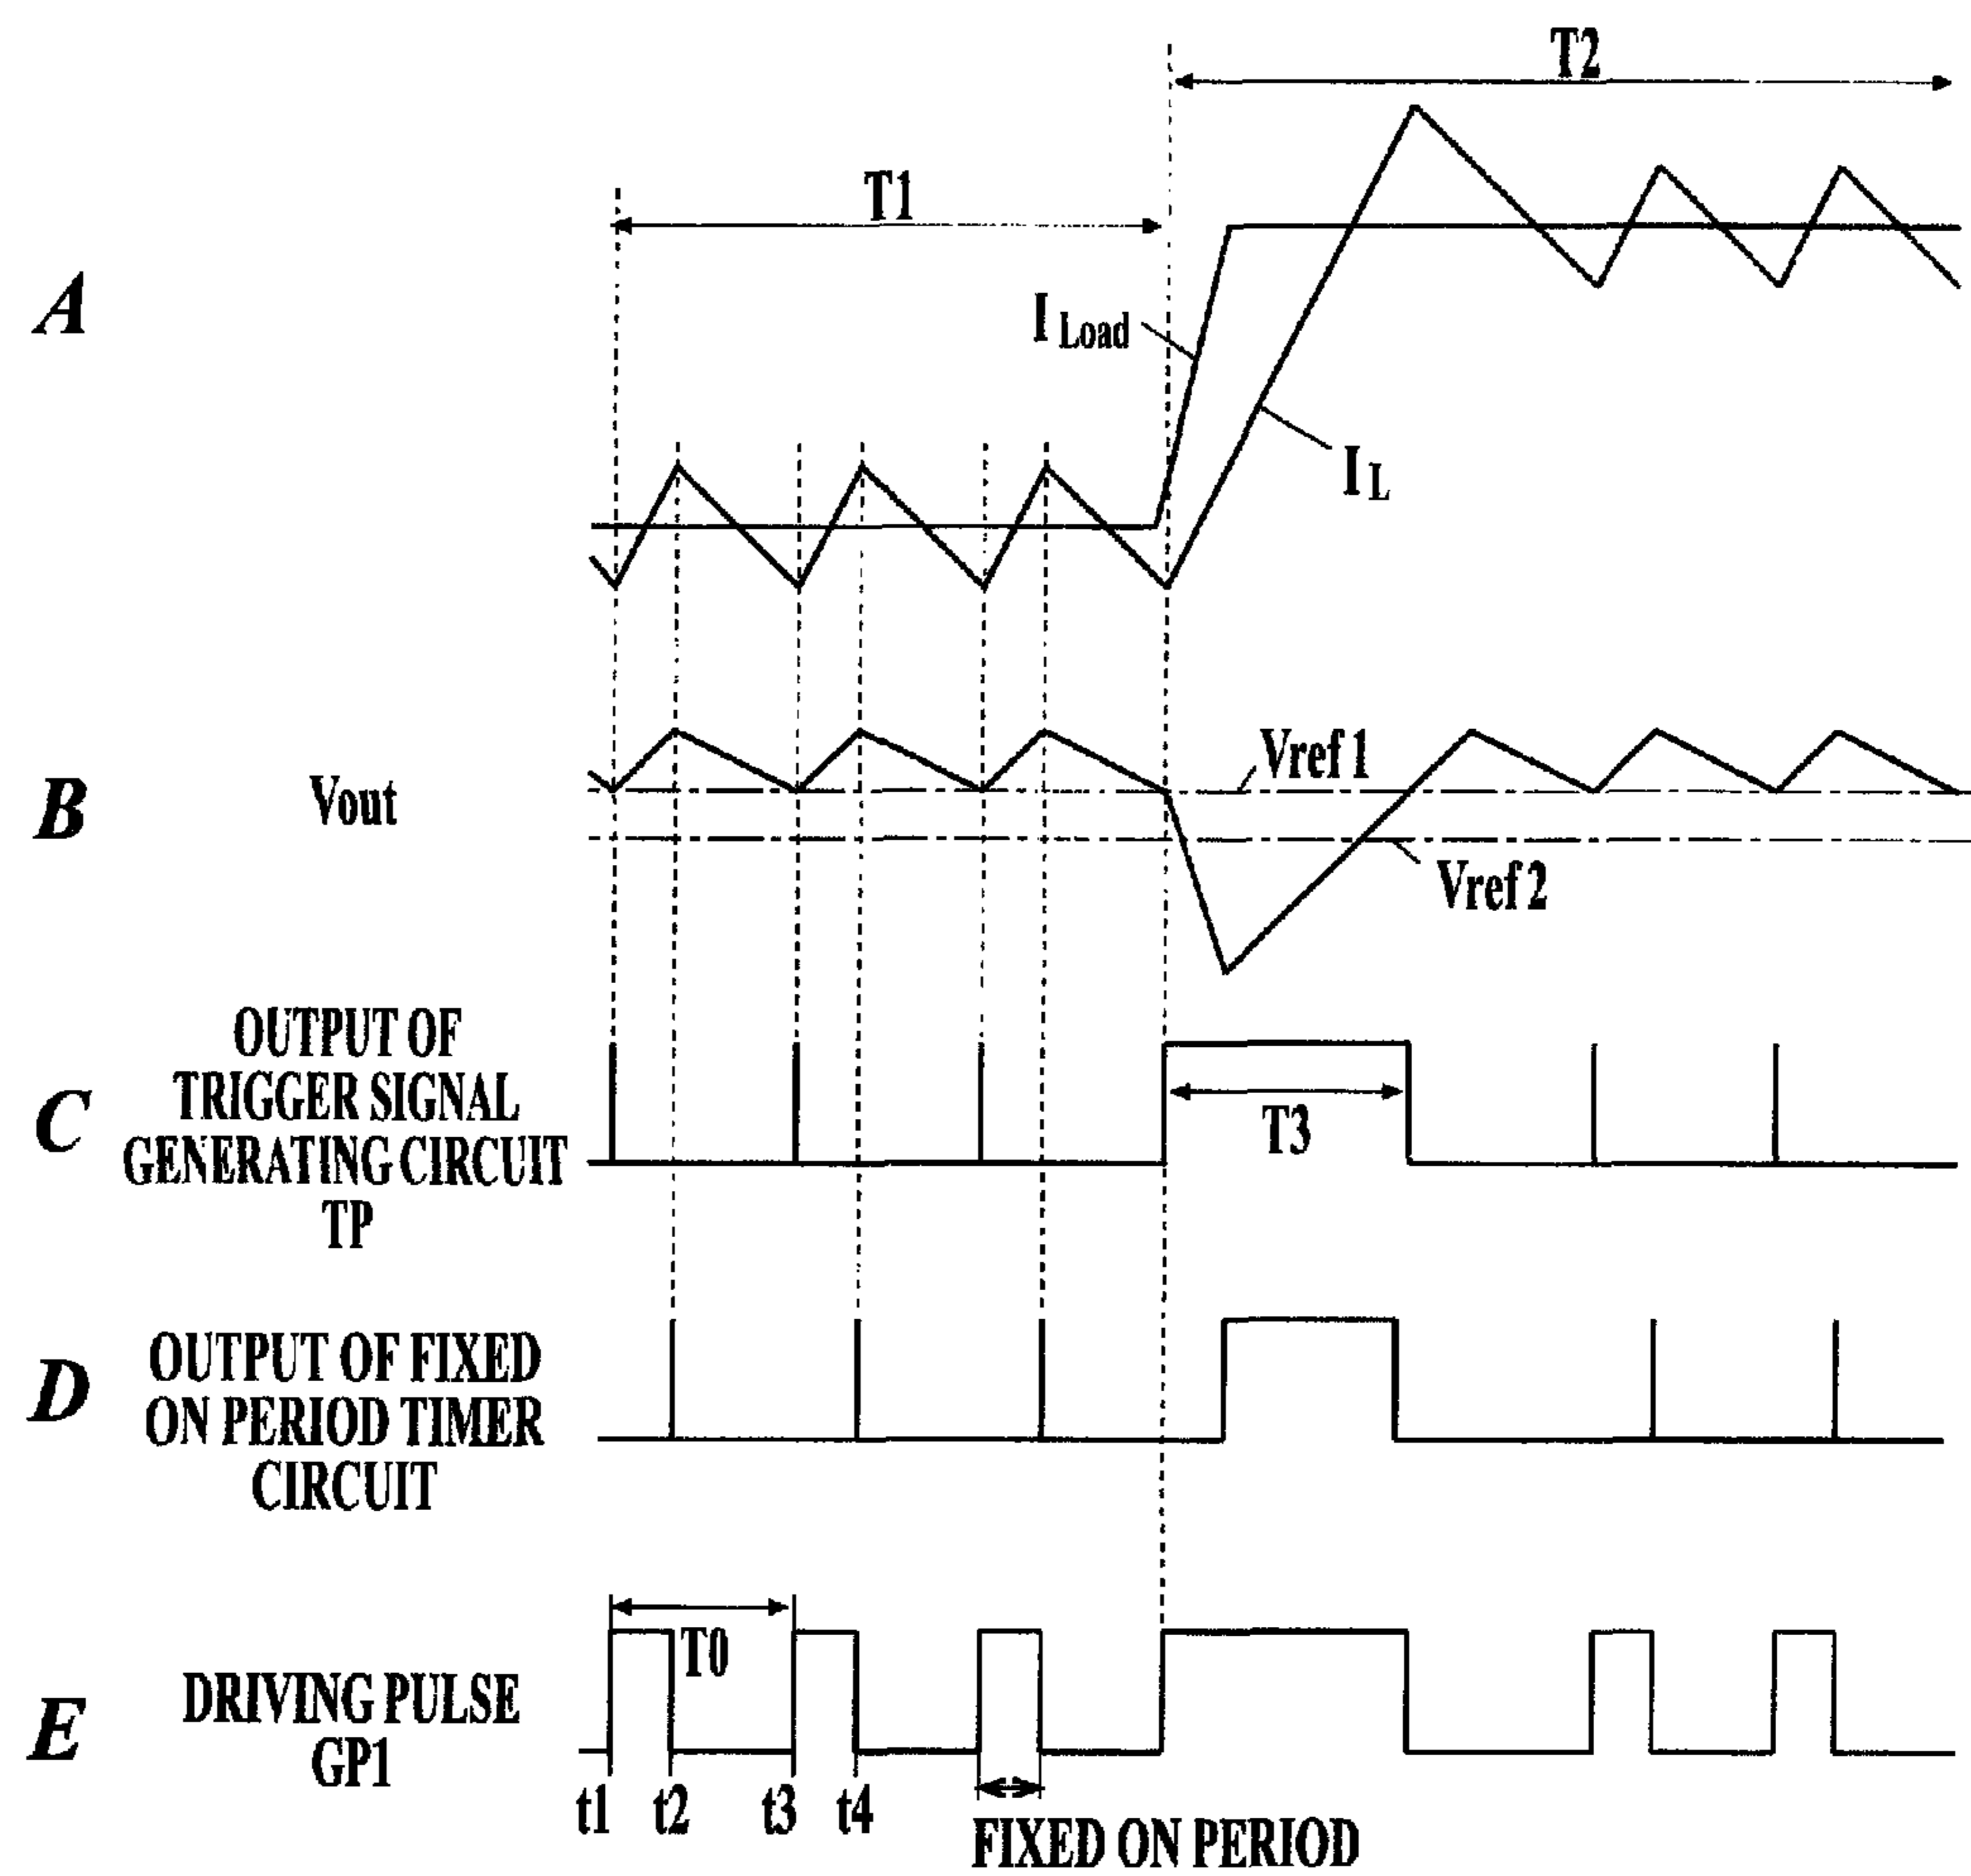 T2
T1
A
I Load
I L
B
Vout
Vref 1
Vref 2
C
OUTPUT OF
TRIGGER SIGNAL
GENERATING CIRCUIT
TP
T3
D
OUTPUT OF FIXED
ON PERIOD TIMER
CIRCUIT
E
DRIVING PULSE
GP1
T0
t1 t2 t3 t4
FIXED ON PERIOD